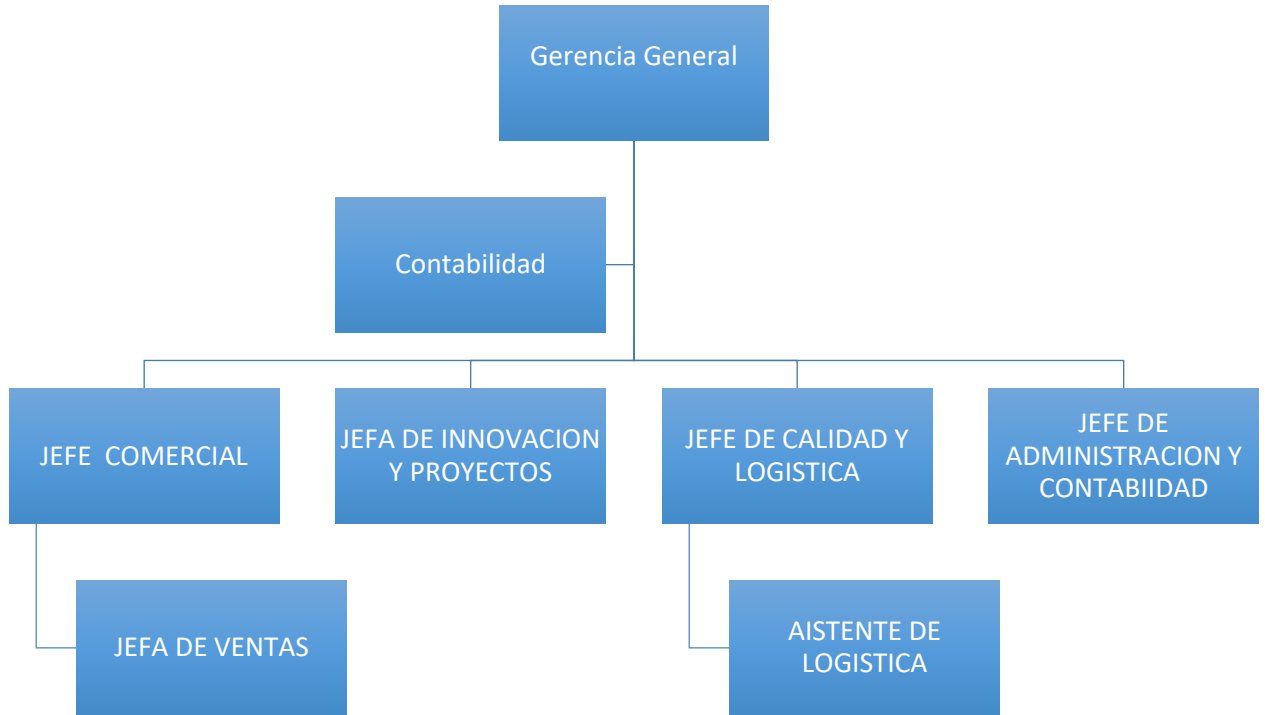 Gerencia General
Contabilidad
JEFE COMERCIAL
JEFA DE INNOVACION
Y PROYECTOS
JEFE DE CALIDAD Y
LOGISTICA
JEFE DE
ADMINISTRACION Y
CONTABIIDAD
JEFA DE VENTAS
AISTENTE DE
LOGISTICA